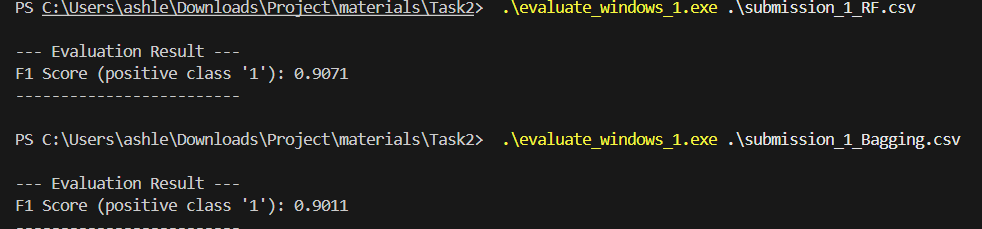 PS C:\Users\ashle\Downloads\Project\materials\Task2>  .\evaluate_windows_1.exe .\submission_1_RF.csv
--- Evaluation Result ---
F1 Score (positive class '1'): 0.9071
-------------------------
PS C:\Users\ashle\Downloads\Project\materials\Task2>  .\evaluate_windows_1.exe .\submission_1_Bagging.csv
--- Evaluation Result ---
F1 Score (positive class '1'): 0.9011
-------------------------